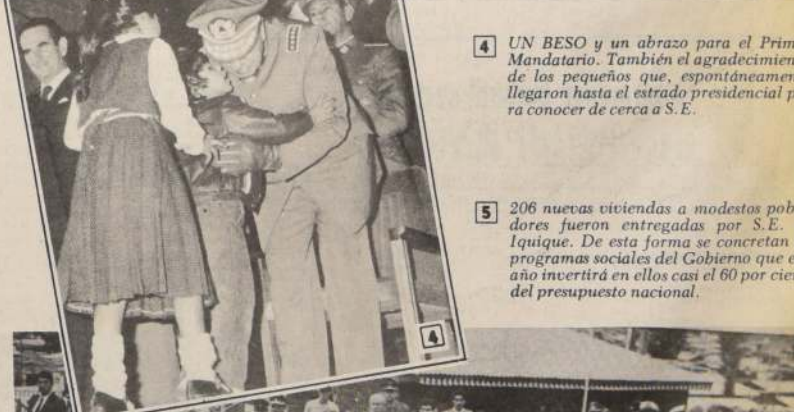 4 UN BESO y un abrazo para el Prim
Mandatario. También el agradecimien
de los pequeños que, espontáneamen
llegaron hasta el estrado presidencial p
ra conocer de cerca a S.E.
5 206 nuevas viviendas a modestos pob
dores fueron entregadas por S.E.
Iquique. De esta forma se concretan
programas sociales del Gobierno que e
año invertirá en ellos casi el 60 por cie
del presupuesto nacional.
4